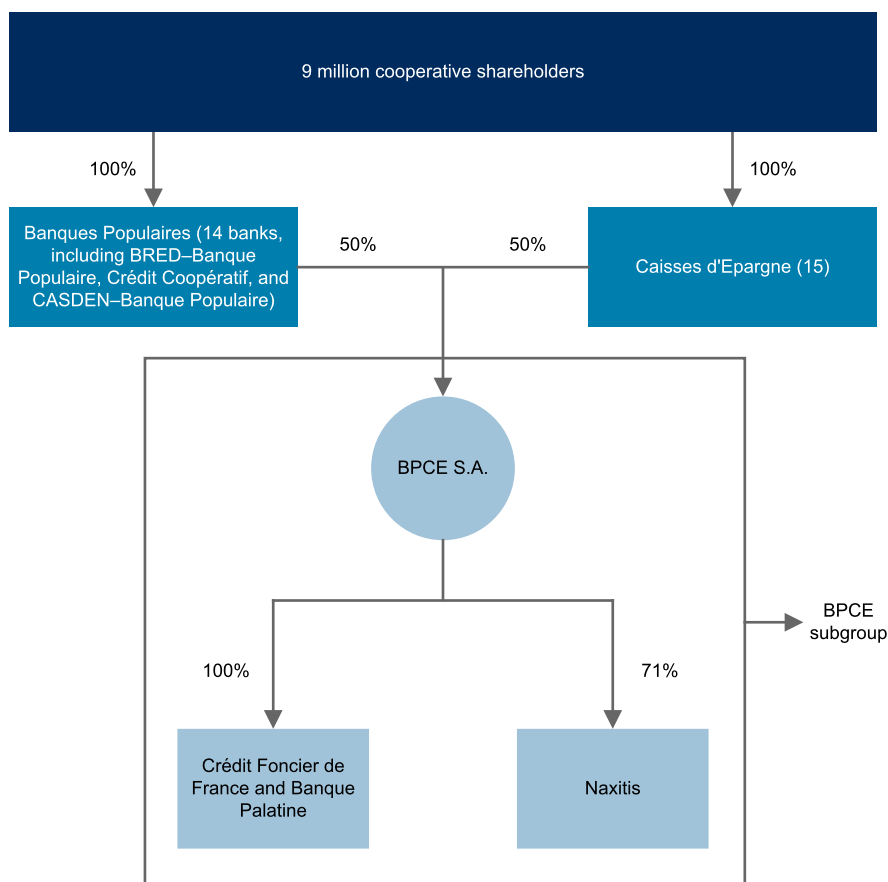 9 million cooperative shareholders
100%
100%
Banques Populaires (14 banks,
including BRED–Banque
Populaire, Crédit Coopératif, and
CASDEN–Banque Populaire)
50%
50%
Caisses d'Epargne (15)
BPCE S.A.
BPCE
subgroup
100%
71%
Crédit Foncier de
France and Banque
Palatine
Naxitis